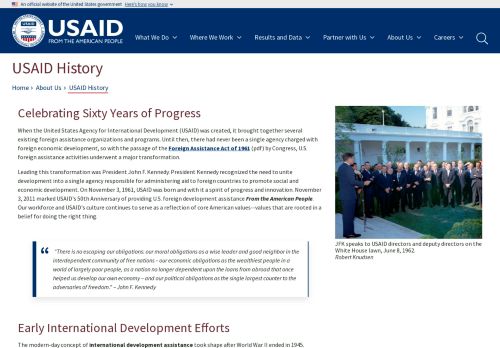 An official website of the United States government Here's how you know
USAID
FROM THE AMERICAN PEOPLE
What We Do
Where We Work
Results and Data
Partner with Us
About Us
Careers
USAID History
Home › About Us › USAID History
Celebrating Sixty Years of Progress
When the United States Agency for International Development (USAID) was created, it brought together several
existing foreign assistance organizations and programs. Until then, there had never been a single agency charged with
foreign economic development, so with the passage of the Foreign Assistance Act of 1961 (pdf) by Congress, U.S.
foreign assistance activities underwent a major transformation.
Leading this transformation was President John F. Kennedy. President Kennedy recognized the need to unite
development into a single agency responsible for administering aid to foreign countries to promote social and
economic development. On November 3, 1961, USAID was born and with it a spirit of progress and innovation. November
3, 2011 marked USAID's 50th Anniversary of providing U.S. foreign development assistance From the American People.
Our workforce and USAID's culture continues to serve as a reflection of core American values--values that are rooted in a
belief for doing the right thing.
"There is no escaping our obligations: our moral obligations as a wise leader and good neighbor in the
interdependent community of free nations – our economic obligations as the wealthiest people in a
world of largely poor people, as a nation no longer dependent upon the loans from abroad that once
helped us develop our own economy – and our political obligations as the single largest counter to the
adversaries of freedom." – John F. Kennedy
JFK speaks to USAID directors and deputy directors on the
White House lawn, June 8, 1962.
Robert Knudsen
Early International Development Efforts
The modern-day concept of international development assistance took shape after World War II ended in 1945.